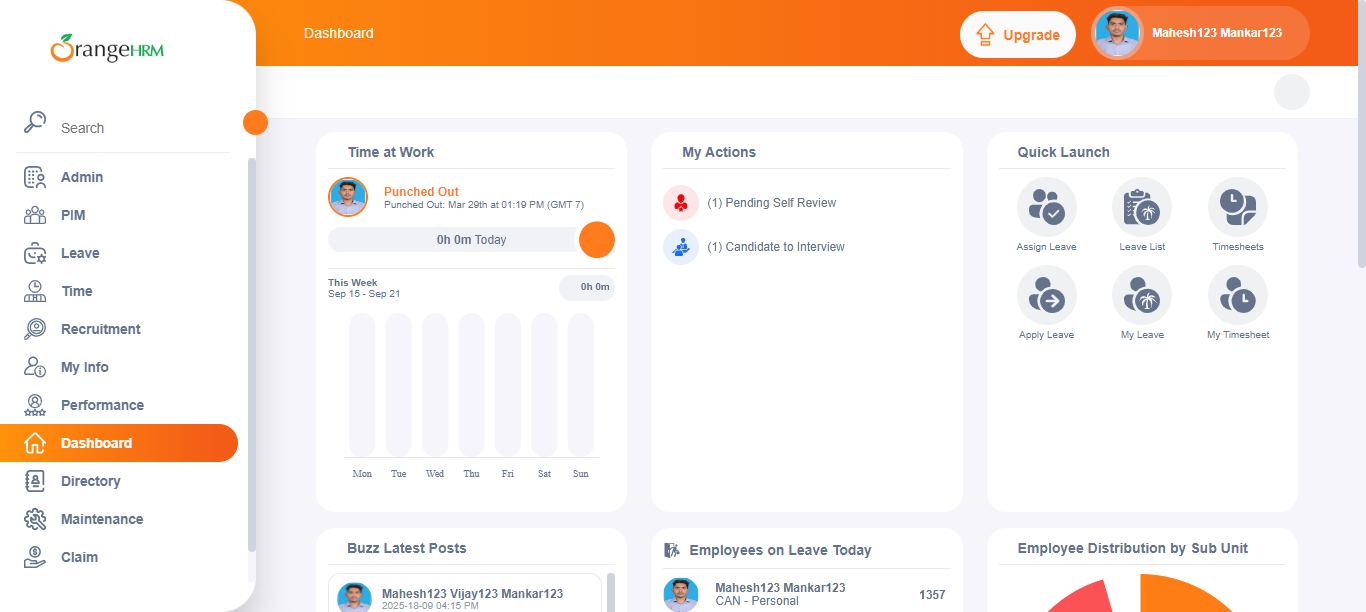 OrangeHRM
Dashboard
Upgrade
Mahesh123 Mankar123
Search
Admin
PIM
Leave
Time
Recruitment
My Info
Performance
Dashboard
Directory
Maintenance
Claim
Time at Work
Punched Out
Punched Out: Mar 29th at 01:19 PM (GMT 7)
0h 0m Today
This Week
Sep 15 - Sep 21
0h 0m
Mon Tue Wed Thu Fri Sat Sun
My Actions
(1) Pending Self Review
(1) Candidate to Interview
Quick Launch
Assign Leave
Leave List
Timesheets
Apply Leave
My Leave
My Timesheet
Buzz Latest Posts
Mahesh123 Vijay123 Mankar123
2025-18-09 04:15 PM
Employees on Leave Today
Mahesh123 Mankar123
CAN - Personal
1357
Employee Distribution by Sub Unit